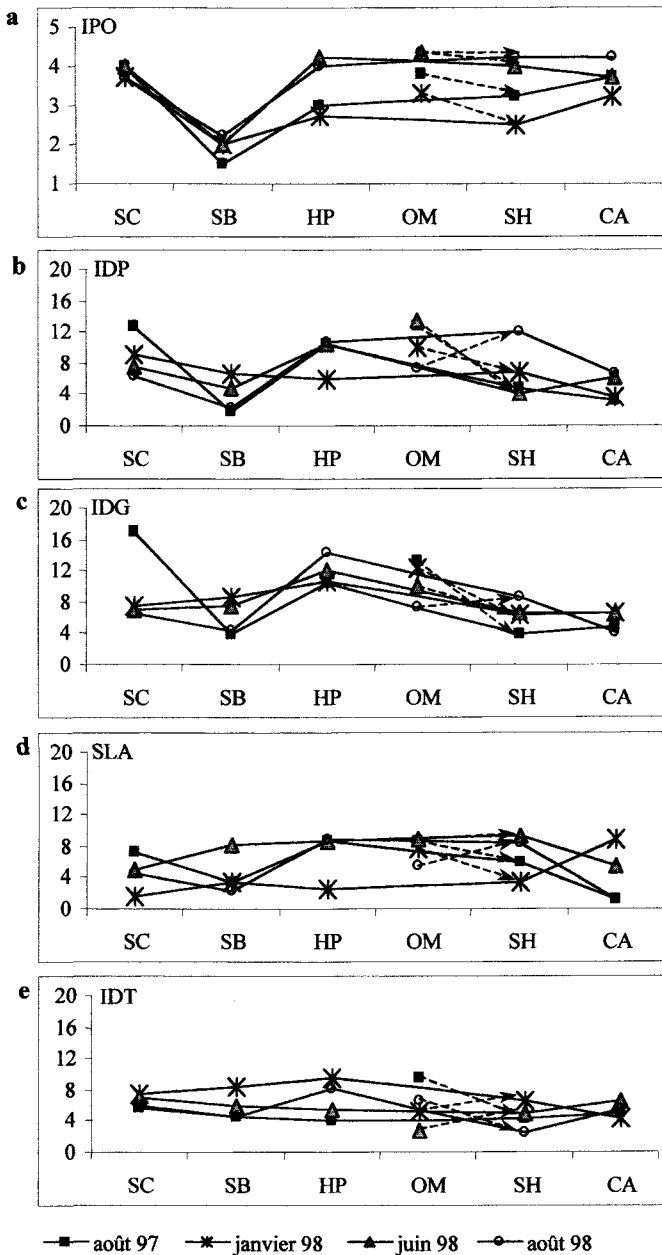 a IPO
5
4
3
2
1
SC SB HP OM SH CA
b IDP
20
16
12
8
4
0
SC SB HP OM SH CA
c IDG
20
16
12
8
4
0
SC SB HP OM SH CA
d SLA
20
16
12
8
4
0
SC SB HP OM SH CA
e IDT
20
16
12
8
4
0
SC SB HP OM SH CA
août 97 janvier 98 juin 98 août 98